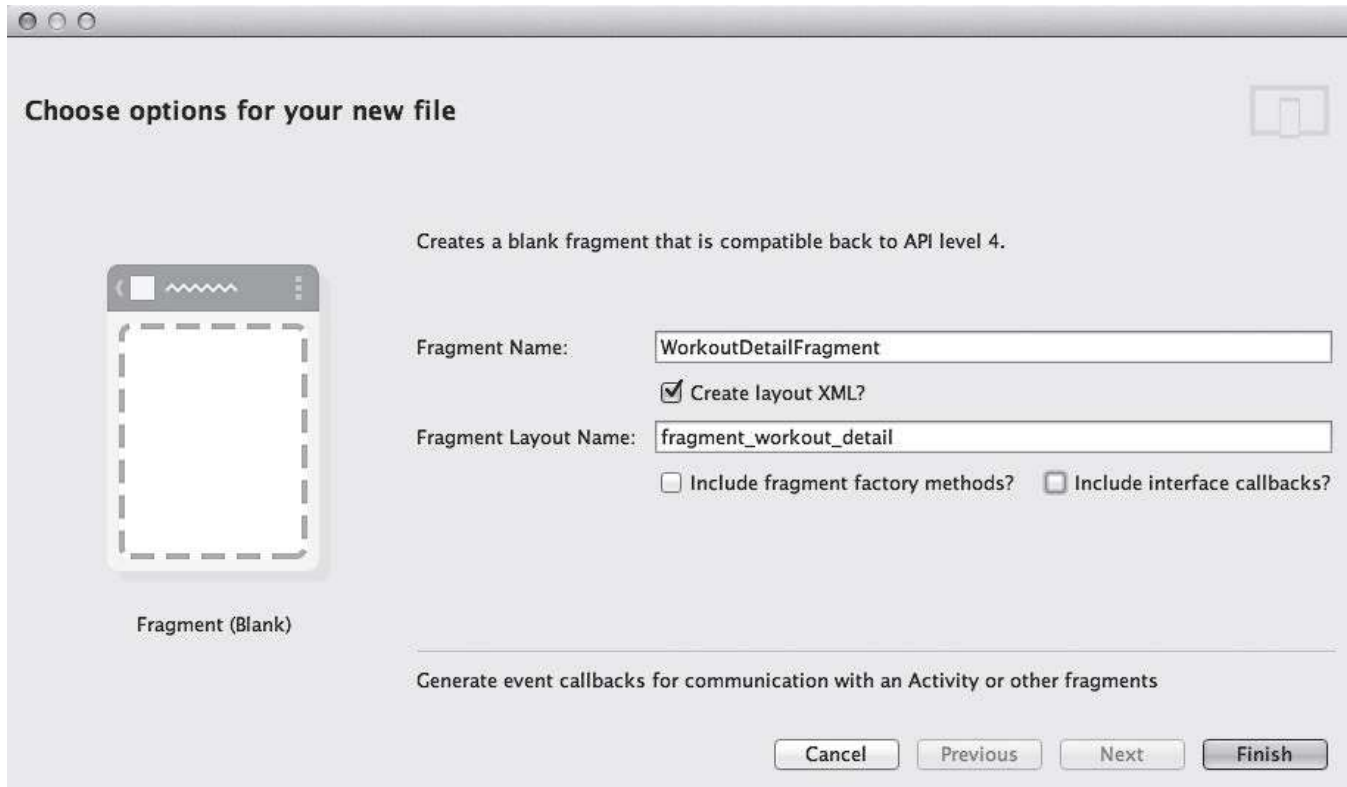 Choose options for your new file
Creates a blank fragment that is compatible back to API level 4.
Fragment Name: WorkoutDetailFragment
Create layout XML?
Fragment Layout Name: fragment_workout_detail
Include fragment factory methods? Include interface callbacks?
Fragment (Blank)
Generate event callbacks for communication with an Activity or other fragments
Cancel Previous Next Finish